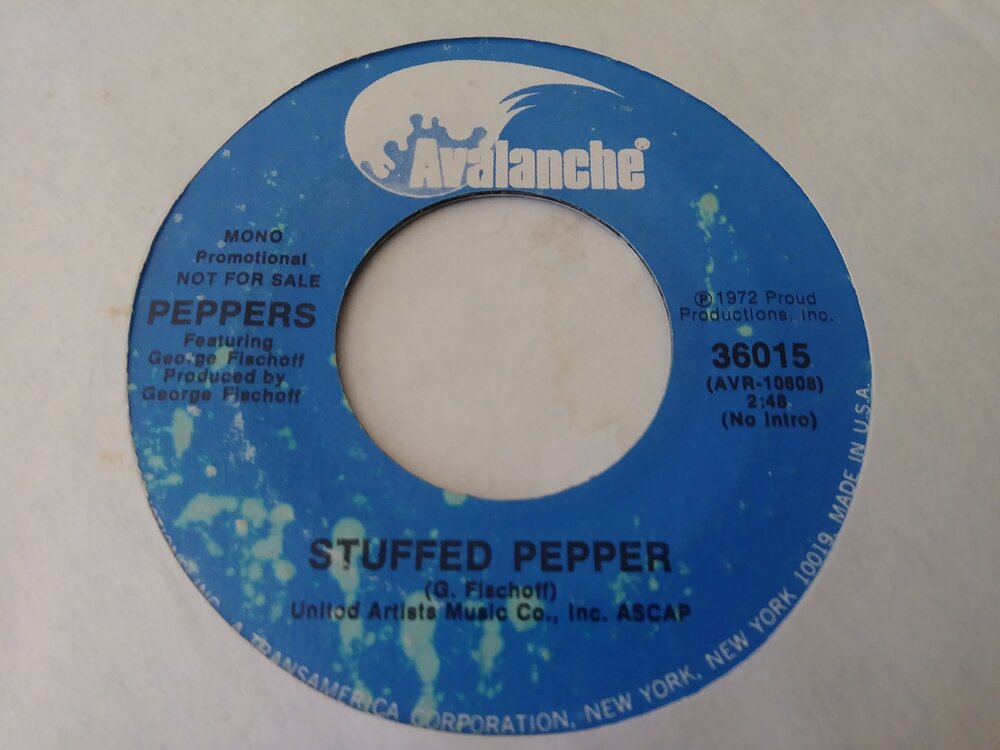 Avalanche®
MONO
Promotional
NOT FOR SALE
PEPPERS
Featuring
George Fischoff
Produced by
George Fischoff
℗ 1972 Proud
Productions, Inc.
36015
(AVR-10608)
2:48
(No Intro)
STUFFED PEPPER
(G. Fischoff)
United Artists Music Co., Inc. ASCAP
INC. A TRANSAMERICA CORPORATION, NEW YORK, NEW YORK 10019. MADE IN U.S.A.